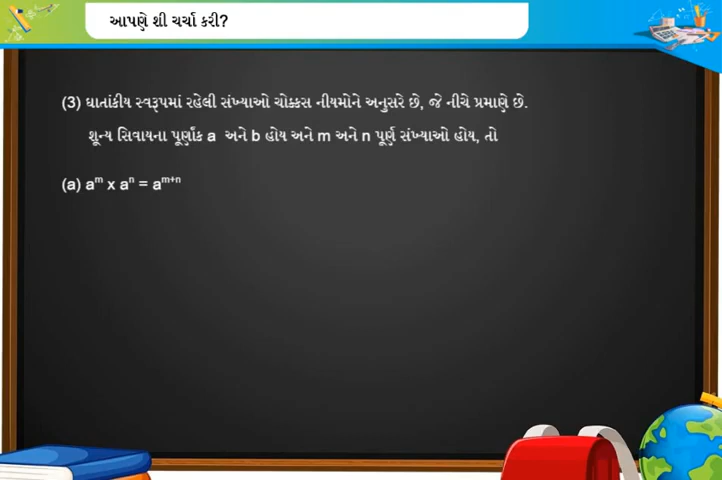 આપણે શી ચર્ચા કરી?
(3) ઘાતાંકીય સ્વરૂપમાં રહેલી સંખ્યાઓ ચોક્કસ નીયમોને અનુસરે છે, જે નીચે પ્રમાણે છે.
શૂન્ય સિવાયના પૂર્ણાંક a અને b હોય અને m અને n પૂર્ણ સંખ્યાઓ હોય, તો
(a) aᵐ x aⁿ = aᵐ⁺ⁿ